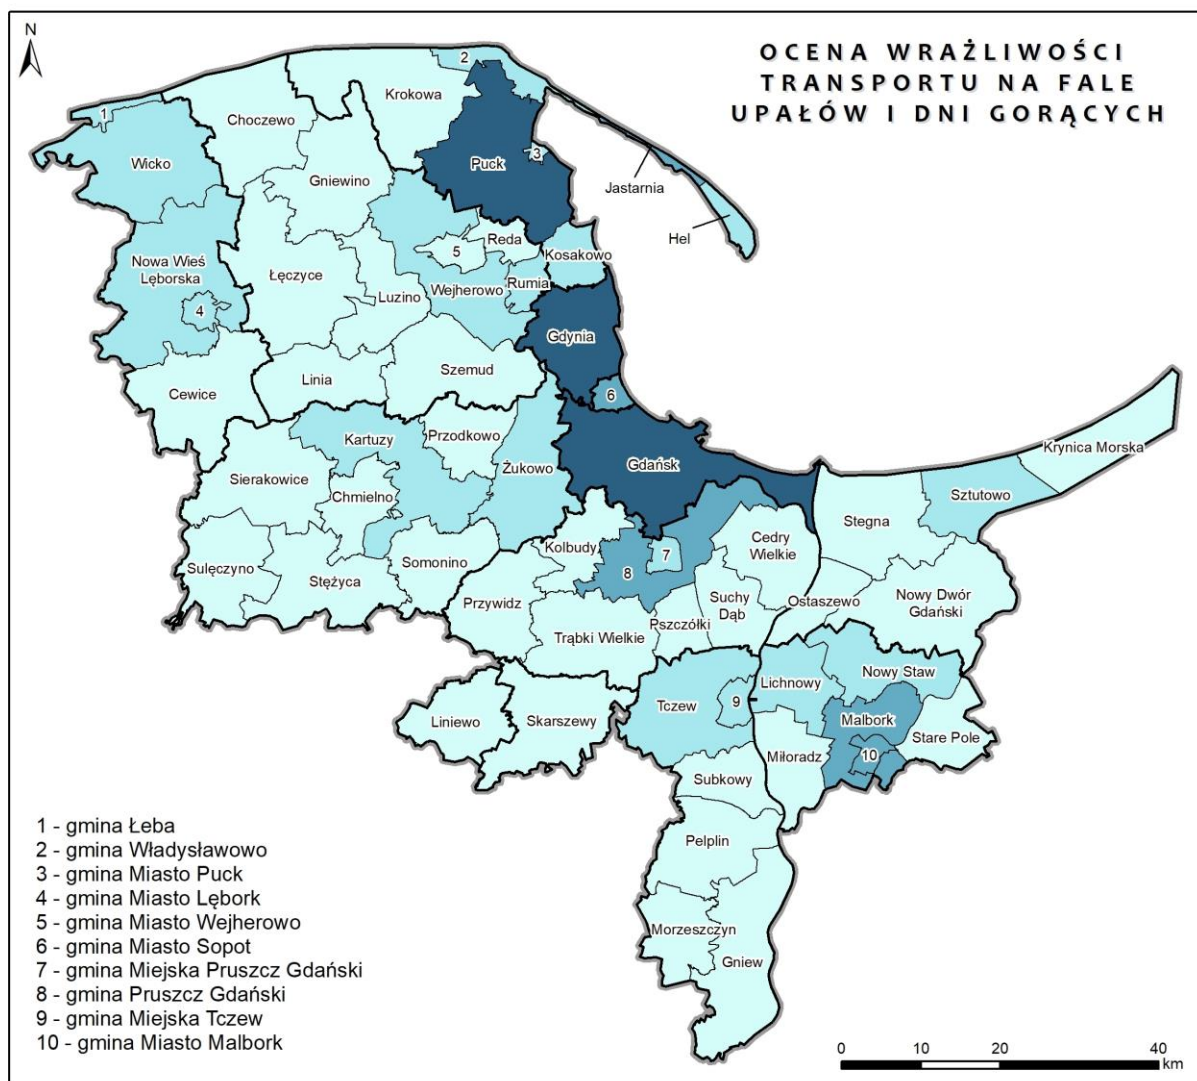 N
OCENA WRAŻLIWOŚCI
TRANSPORTU NA FALE
UPAŁÓW I DNI GORĄCYCH
2
Krokowa
1
Choczewo
Wicko
Puck
3
Jastarnia
Gniewino
Hel
Reda
5
Kosakowo
Nowa Wieś
Lęborska
Łęczyce
Rumia
Wejherowo
Luzino
4
Gdynia
Szemud
Linia
Cewice
6
Kartuzy
Przodkowo
Krynica Morska
Żukowo
Gdańsk
Sierakowice
Chmielno
Sztutowo
Stegna
Cedry
Wielkie
Kolbudy
7
Somonino
Sulęczyno
8
Stężyca
Nowy Dwór
Gdański
Przywidz
Suchy
Dąb
Ostaszewo
Pszczółki
Trąbki Wielkie
Nowy Staw
Lichnowy
Tczew
9
Liniewo
Skarszewy
Malbork
Stare Pole
Miłoradz
10
Subkowy
Pelplin
Morzeszczyn
Gniew
1 - gmina Łeba
2 - gmina Władysławowo
3 - gmina Miasto Puck
4 - gmina Miasto Lębork
5 - gmina Miasto Wejherowo
6 - gmina Miasto Sopot
7 - gmina Miejska Pruszcz Gdański
8 - gmina Pruszcz Gdański
9 - gmina Miejska Tczew
10 - gmina Miasto Malbork
0 10 20 40
km